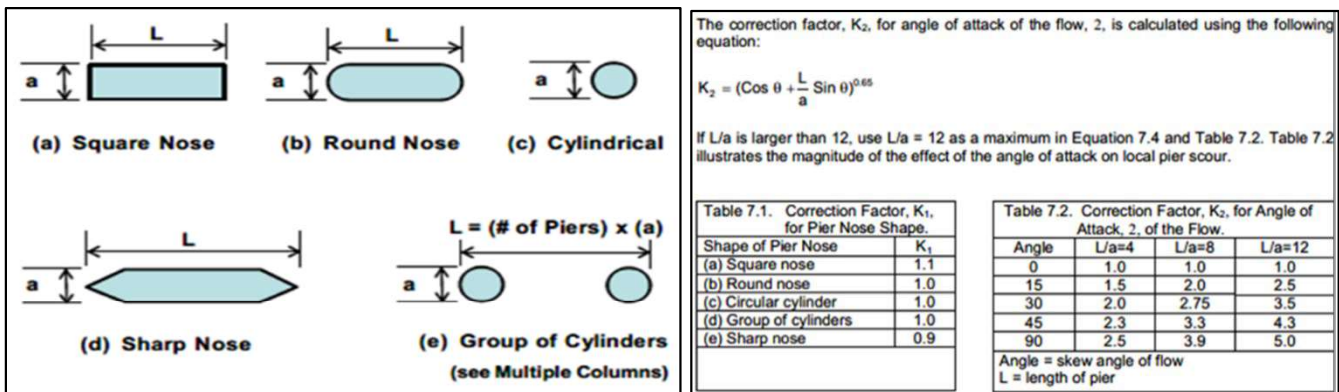 L
L
a
a
a
(a) Square Nose
(b) Round Nose
(c) Cylindrical
L
L = (# of Piers) x (a)
a
a
(d) Sharp Nose
(e) Group of Cylinders
(see Multiple Columns)
The correction factor, K₂, for angle of attack of the flow, 2, is calculated using the following
equation:
K₂ = (Cos θ + L/a Sin θ)^0.65
If L/a is larger than 12, use L/a = 12 as a maximum in Equation 7.4 and Table 7.2. Table 7.2
illustrates the magnitude of the effect of the angle of attack on local pier scour.
Table 7.1. Correction Factor, K₁,
for Pier Nose Shape.
Shape of Pier Nose K₁
(a) Square nose 1.1
(b) Round nose 1.0
(c) Circular cylinder 1.0
(d) Group of cylinders 1.0
(e) Sharp nose 0.9
Table 7.2. Correction Factor, K₂, for Angle of
Attack, 2, of the Flow.
Angle L/a=4 L/a=8 L/a=12
0 1.0 1.0 1.0
15 1.5 2.0 2.5
30 2.0 2.75 3.5
45 2.3 3.3 4.3
90 2.5 3.9 5.0
Angle = skew angle of flow
L = length of pier